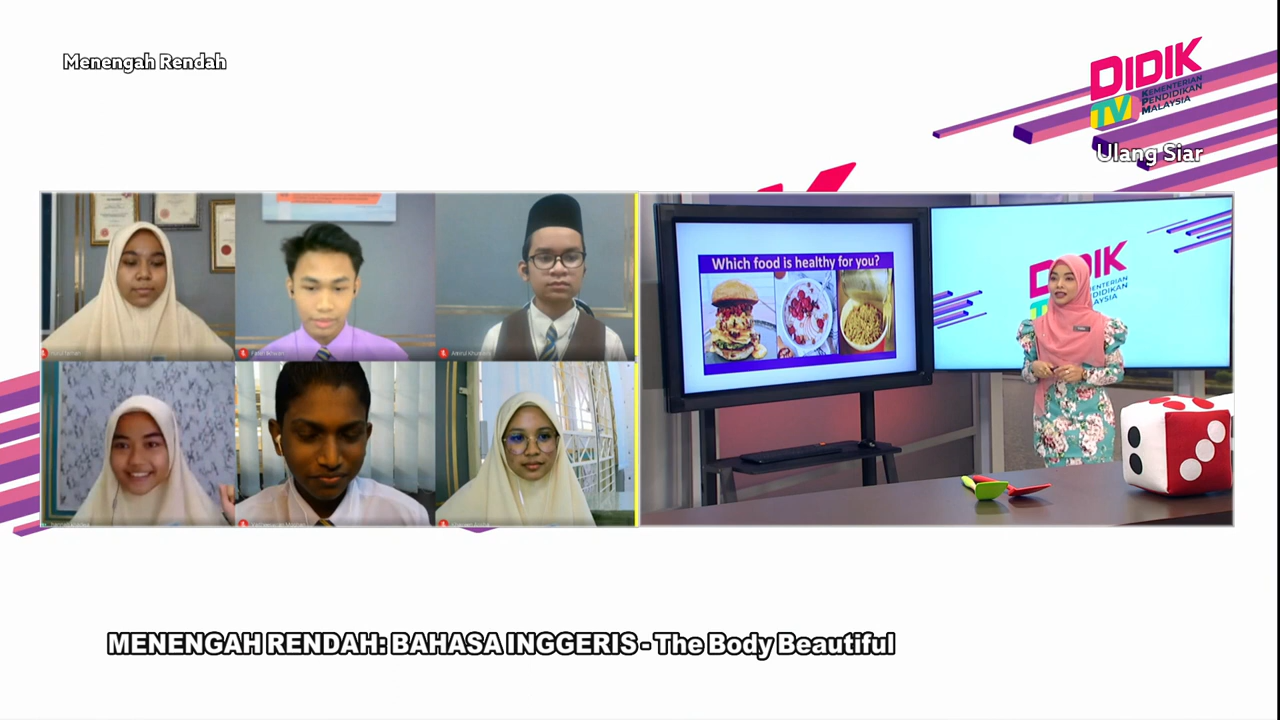 Menengah Rendah
DIDIK
TV
KEMENTERIAN
PENDIDIKAN
MALAYSIA
Ulang Siar
Which food is healthy for you?
DIDIK
MENENGAH RENDAH: BAHASA INGGERIS - The Body Beautiful